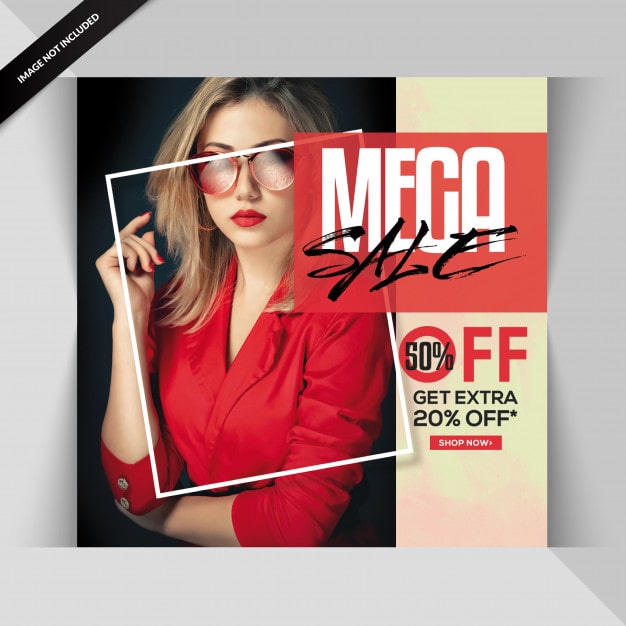 IMAGE NOT INCLUDED
MEGA
SALE
50% OFF
GET EXTRA
20% OFF*
SHOP NOW>